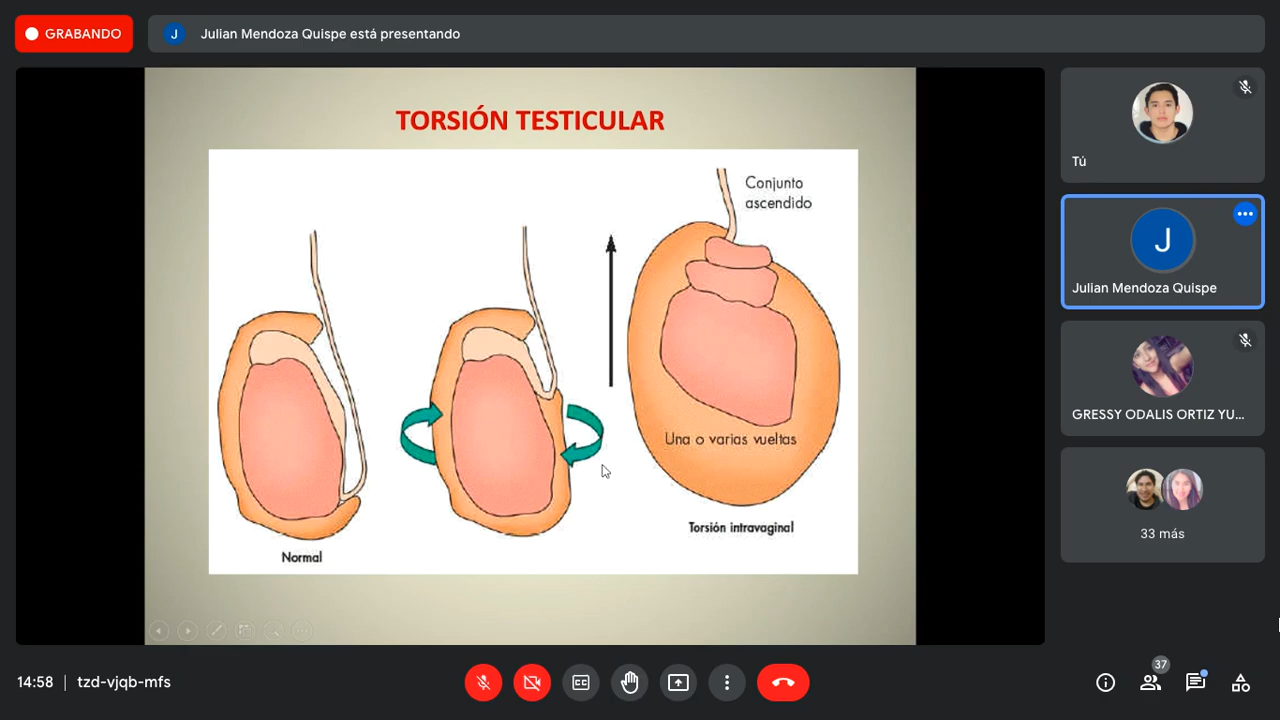 GRABANDO
J
Julian Mendoza Quispe está presentando
TORSIÓN TESTICULAR
Conjunto
ascendido
Una o varias vueltas
Torsión intravaginal
Normal
Tú
J
Julian Mendoza Quispe
GRESSY ODALIS ORTIZ YU...
33 más
14:58 | tzd-vjqb-mfs
CC
37